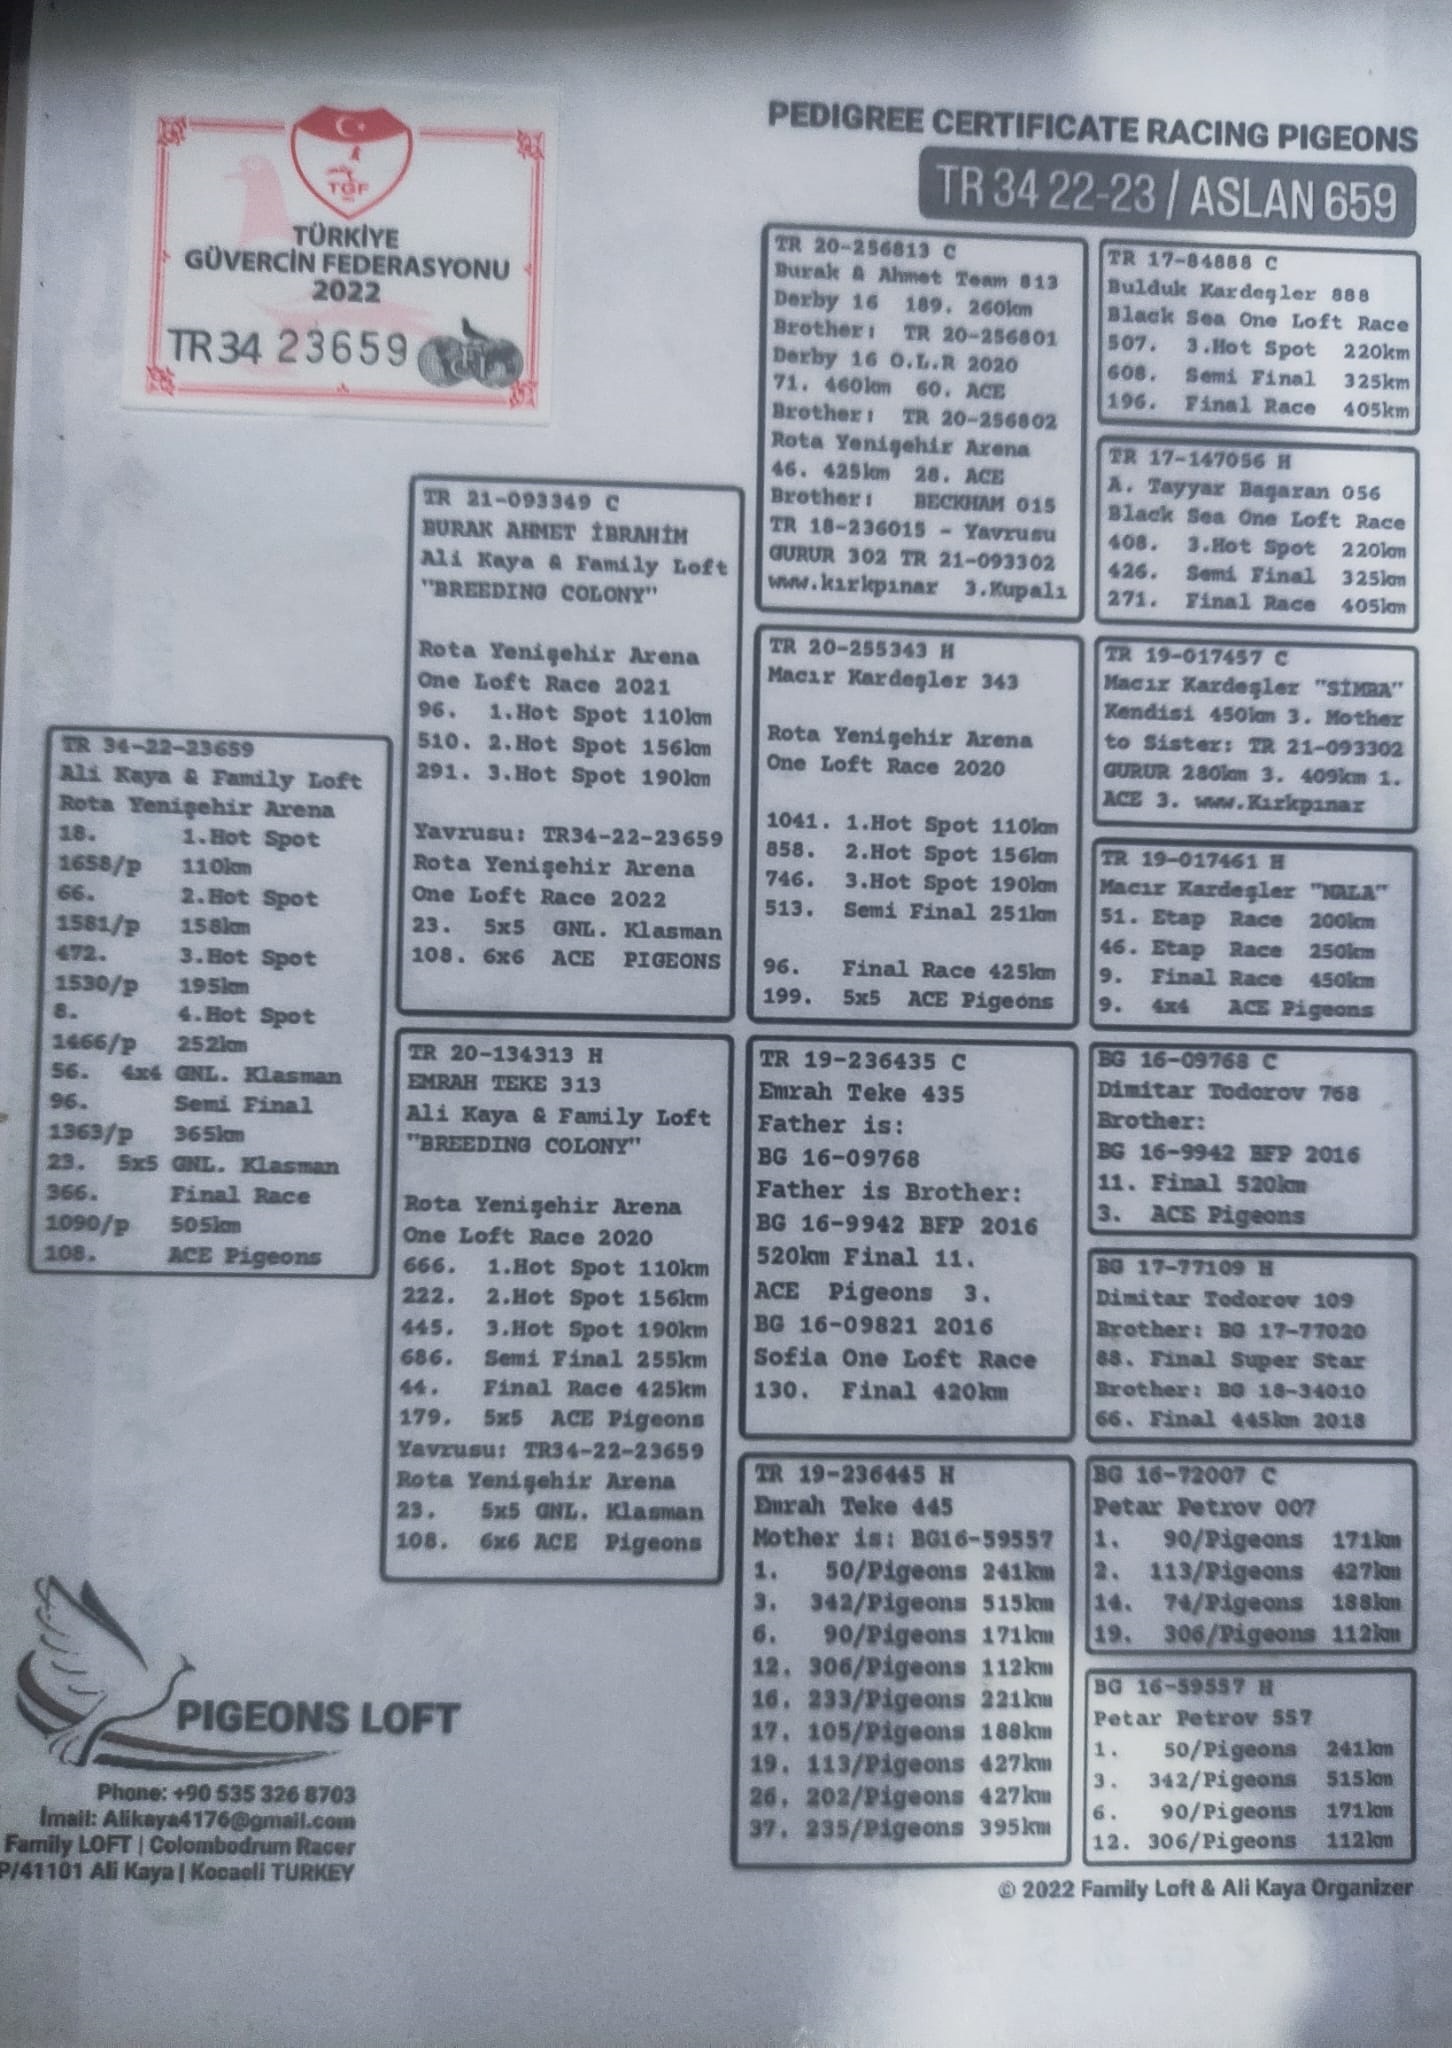 PEDIGREE CERTIFICATE RACING PIGEONS
TR 34 22-23 / ASLAN 659
TGF
TÜRKİYE
GÜVERCİN FEDERASYONU
2022
TR34 23659
TR 34-22-23659
Ali Kaya & Family Loft
Rota Yenişehir Arena
18. 1.Hot Spot
1658/p 110km
66. 2.Hot Spot
1581/p 158km
472. 3.Hot Spot
1530/p 195km
8. 4.Hot Spot
1466/p 252km
56. 4x4 GNL. Klasman
96. Semi Final
1363/p 365km
23. 5x5 GNL. Klasman
366. Final Race
1090/p 505km
108. ACE Pigeons
TR 21-093349 C
BURAK AHMET İBRAHİM
Ali Kaya & Family Loft
"BREEDING COLONY"
Rota Yenişehir Arena
One Loft Race 2021
96. 1.Hot Spot 110km
510. 2.Hot Spot 156km
291. 3.Hot Spot 190km
Yavrusu: TR34-22-23659
Rota Yenişehir Arena
One Loft Race 2022
23. 5x5 GNL. Klasman
108. 6x6 ACE PIGEONS
TR 20-134313 H
EMRAH TEKE 313
Ali Kaya & Family Loft
"BREEDING COLONY"
Rota Yenişehir Arena
One Loft Race 2020
666. 1.Hot Spot 110km
222. 2.Hot Spot 156km
445. 3.Hot Spot 190km
686. Semi Final 255km
44. Final Race 425km
179. 5x5 ACE Pigeons
Yavrusu: TR34-22-23659
Rota Yenişehir Arena
23. 5x5 GNL. Klasman
108. 6x6 ACE Pigeons
TR 20-256813 C
Burak & Ahmet Team 813
Derby 16 189. 260km
Brother: TR 20-256801
Derby 16 O.L.R 2020
71. 460km 60. ACE
Brother: TR 20-256802
Rota Yenişehir Arena
46. 425km 28. ACE
Brother: BECKHAM 015
TR 18-236015 - Yavrusu
GURUR 302 TR 21-093302
www.kırkpınar 3.Kupalı
TR 20-255343 H
Macır Kardeşler 343
Rota Yenişehir Arena
One Loft Race 2020
1041. 1.Hot Spot 110km
858. 2.Hot Spot 156km
746. 3.Hot Spot 190km
513. Semi Final 251km
96. Final Race 425km
199. 5x5 ACE Pigeons
TR 19-236435 C
Emrah Teke 435
Father is:
BG 16-09768
Father is Brother:
BG 16-9942 BFP 2016
520km Final 11.
ACE Pigeons 3.
BG 16-09821 2016
Sofia One Loft Race
130. Final 420km
TR 19-236445 H
Emrah Teke 445
Mother is: BG16-59557
1. 50/Pigeons 241km
3. 342/Pigeons 515km
6. 90/Pigeons 171km
12. 306/Pigeons 112km
16. 233/Pigeons 221km
17. 105/Pigeons 188km
19. 113/Pigeons 427km
26. 202/Pigeons 427km
37. 235/Pigeons 395km
TR 17-84888 C
Bulduk Kardeşler 888
Black Sea One Loft Race
507. 3.Hot Spot 220km
608. Semi Final 325km
196. Final Race 405km
TR 17-147056 H
A. Tayyar Başaran 056
Black Sea One Loft Race
408. 3.Hot Spot 220km
426. Semi Final 325km
271. Final Race 405km
TR 19-017457 C
Macır Kardeşler "SİMBA"
Kendisi 450km 3. Mother
to Sister: TR 21-093302
GURUR 280km 3. 409km 1.
ACE 3. www.Kırkpınar
TR 19-017461 H
Macır Kardeşler "NALA"
51. Etap Race 200km
46. Etap Race 250km
9. Final Race 450km
9. 4x4 ACE Pigeons
BG 16-09768 C
Dimitar Todorov 768
Brother:
BG 16-9942 BFP 2016
11. Final 520km
3. ACE Pigeons
BG 17-77109 H
Dimitar Todorov 109
Brother: BG 17-77020
88. Final Super Star
Brother: BG 18-34010
66. Final 445km 2018
BG 16-72007 C
Petar Petrov 007
1. 90/Pigeons 171km
2. 113/Pigeons 427km
14. 74/Pigeons 188km
19. 306/Pigeons 112km
BG 16-59557 H
Petar Petrov 557
1. 50/Pigeons 241km
3. 342/Pigeons 515km
6. 90/Pigeons 171km
12. 306/Pigeons 112km
PIGEONS LOFT
Phone: +90 535 326 8703
İmail: Alikaya4176@gmail.com
Family LOFT | Colombodrum Racer
P/41101 Ali Kaya | Kocaeli TURKEY
© 2022 Family Loft & Ali Kaya Organizer